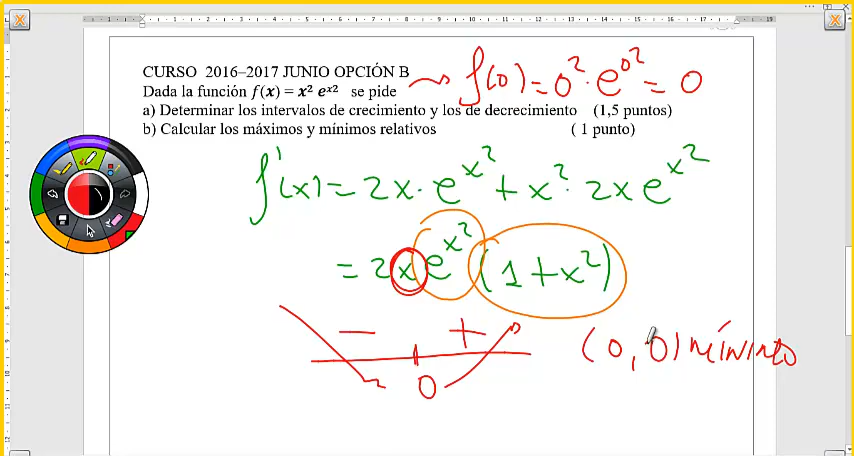 CURSO 2016–2017 JUNIO OPCIÓN B
Dada la función f(x) = x² e^x2 se pide
f(0) = 0² · e^0² = 0
a) Determinar los intervalos de crecimiento y los de decrecimiento (1,5 puntos)
b) Calcular los máximos y mínimos relativos ( 1 punto)
f'(x) = 2x · e^x² + x² · 2x e^x²
= 2x e^x² (1 + x²)
− +
0
(0, 0) mínimo